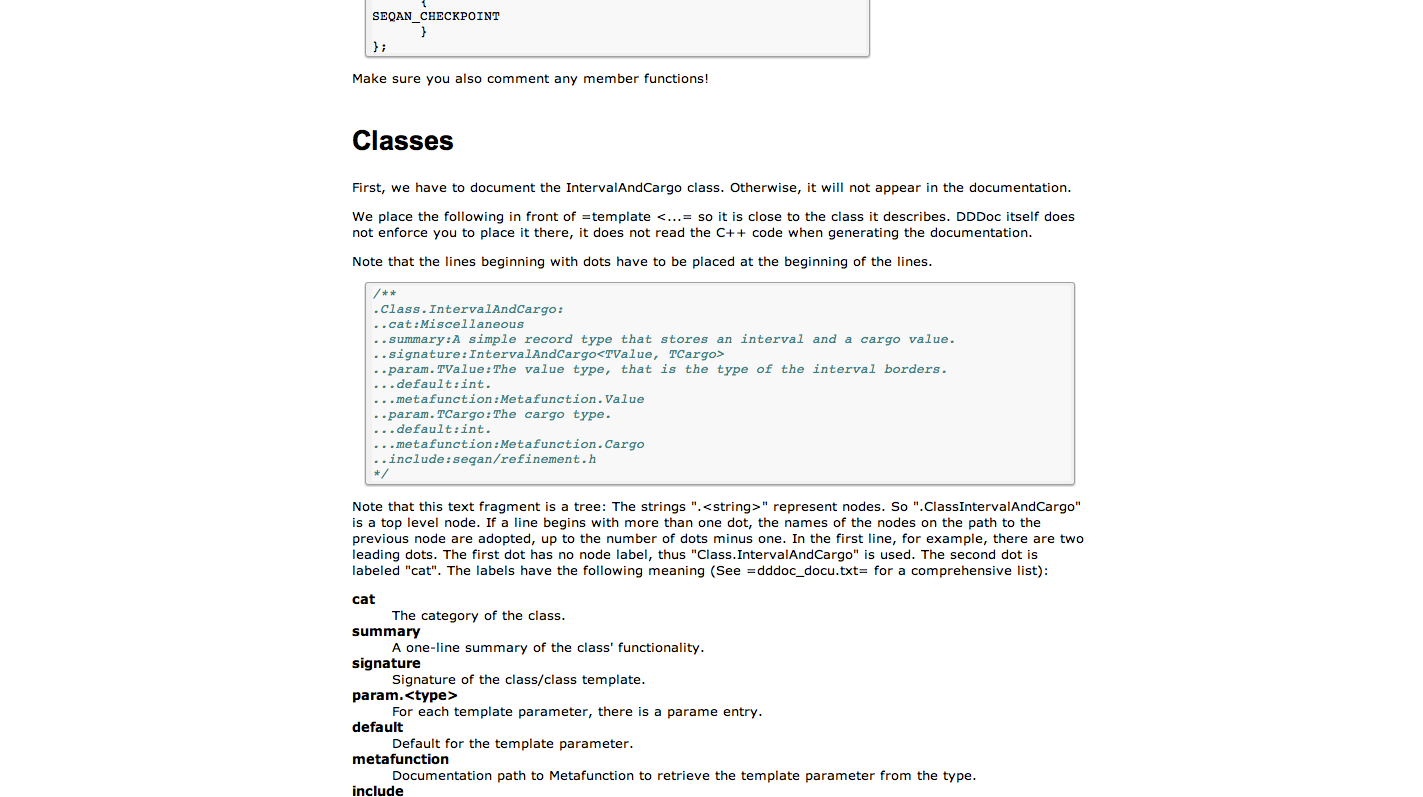 {
SEQAN_CHECKPOINT
}
};
Make sure you also comment any member functions!
Classes
First, we have to document the IntervalAndCargo class. Otherwise, it will not appear in the documentation.
We place the following in front of =template <...= so it is close to the class it describes. DDDoc itself does
not enforce you to place it there, it does not read the C++ code when generating the documentation.
Note that the lines beginning with dots have to be placed at the beginning of the lines.
/**
.Class.IntervalAndCargo:
..cat:Miscellaneous
..summary:A simple record type that stores an interval and a cargo value.
..signature:IntervalAndCargo<TValue, TCargo>
..param.TValue:The value type, that is the type of the interval borders.
...default:int.
...metafunction:Metafunction.Value
..param.TCargo:The cargo type.
...default:int.
...metafunction:Metafunction.Cargo
..include:seqan/refinement.h
*/
Note that this text fragment is a tree: The strings ".<string>" represent nodes. So ".ClassIntervalAndCargo"
is a top level node. If a line begins with more than one dot, the names of the nodes on the path to the
previous node are adopted, up to the number of dots minus one. In the first line, for example, there are two
leading dots. The first dot has no node label, thus "Class.IntervalAndCargo" is used. The second dot is
labeled "cat". The labels have the following meaning (See =dddoc_docu.txt= for a comprehensive list):
cat
The category of the class.
summary
A one-line summary of the class' functionality.
signature
Signature of the class/class template.
param.<type>
For each template parameter, there is a parame entry.
default
Default for the template parameter.
metafunction
Documentation path to Metafunction to retrieve the template parameter from the type.
include